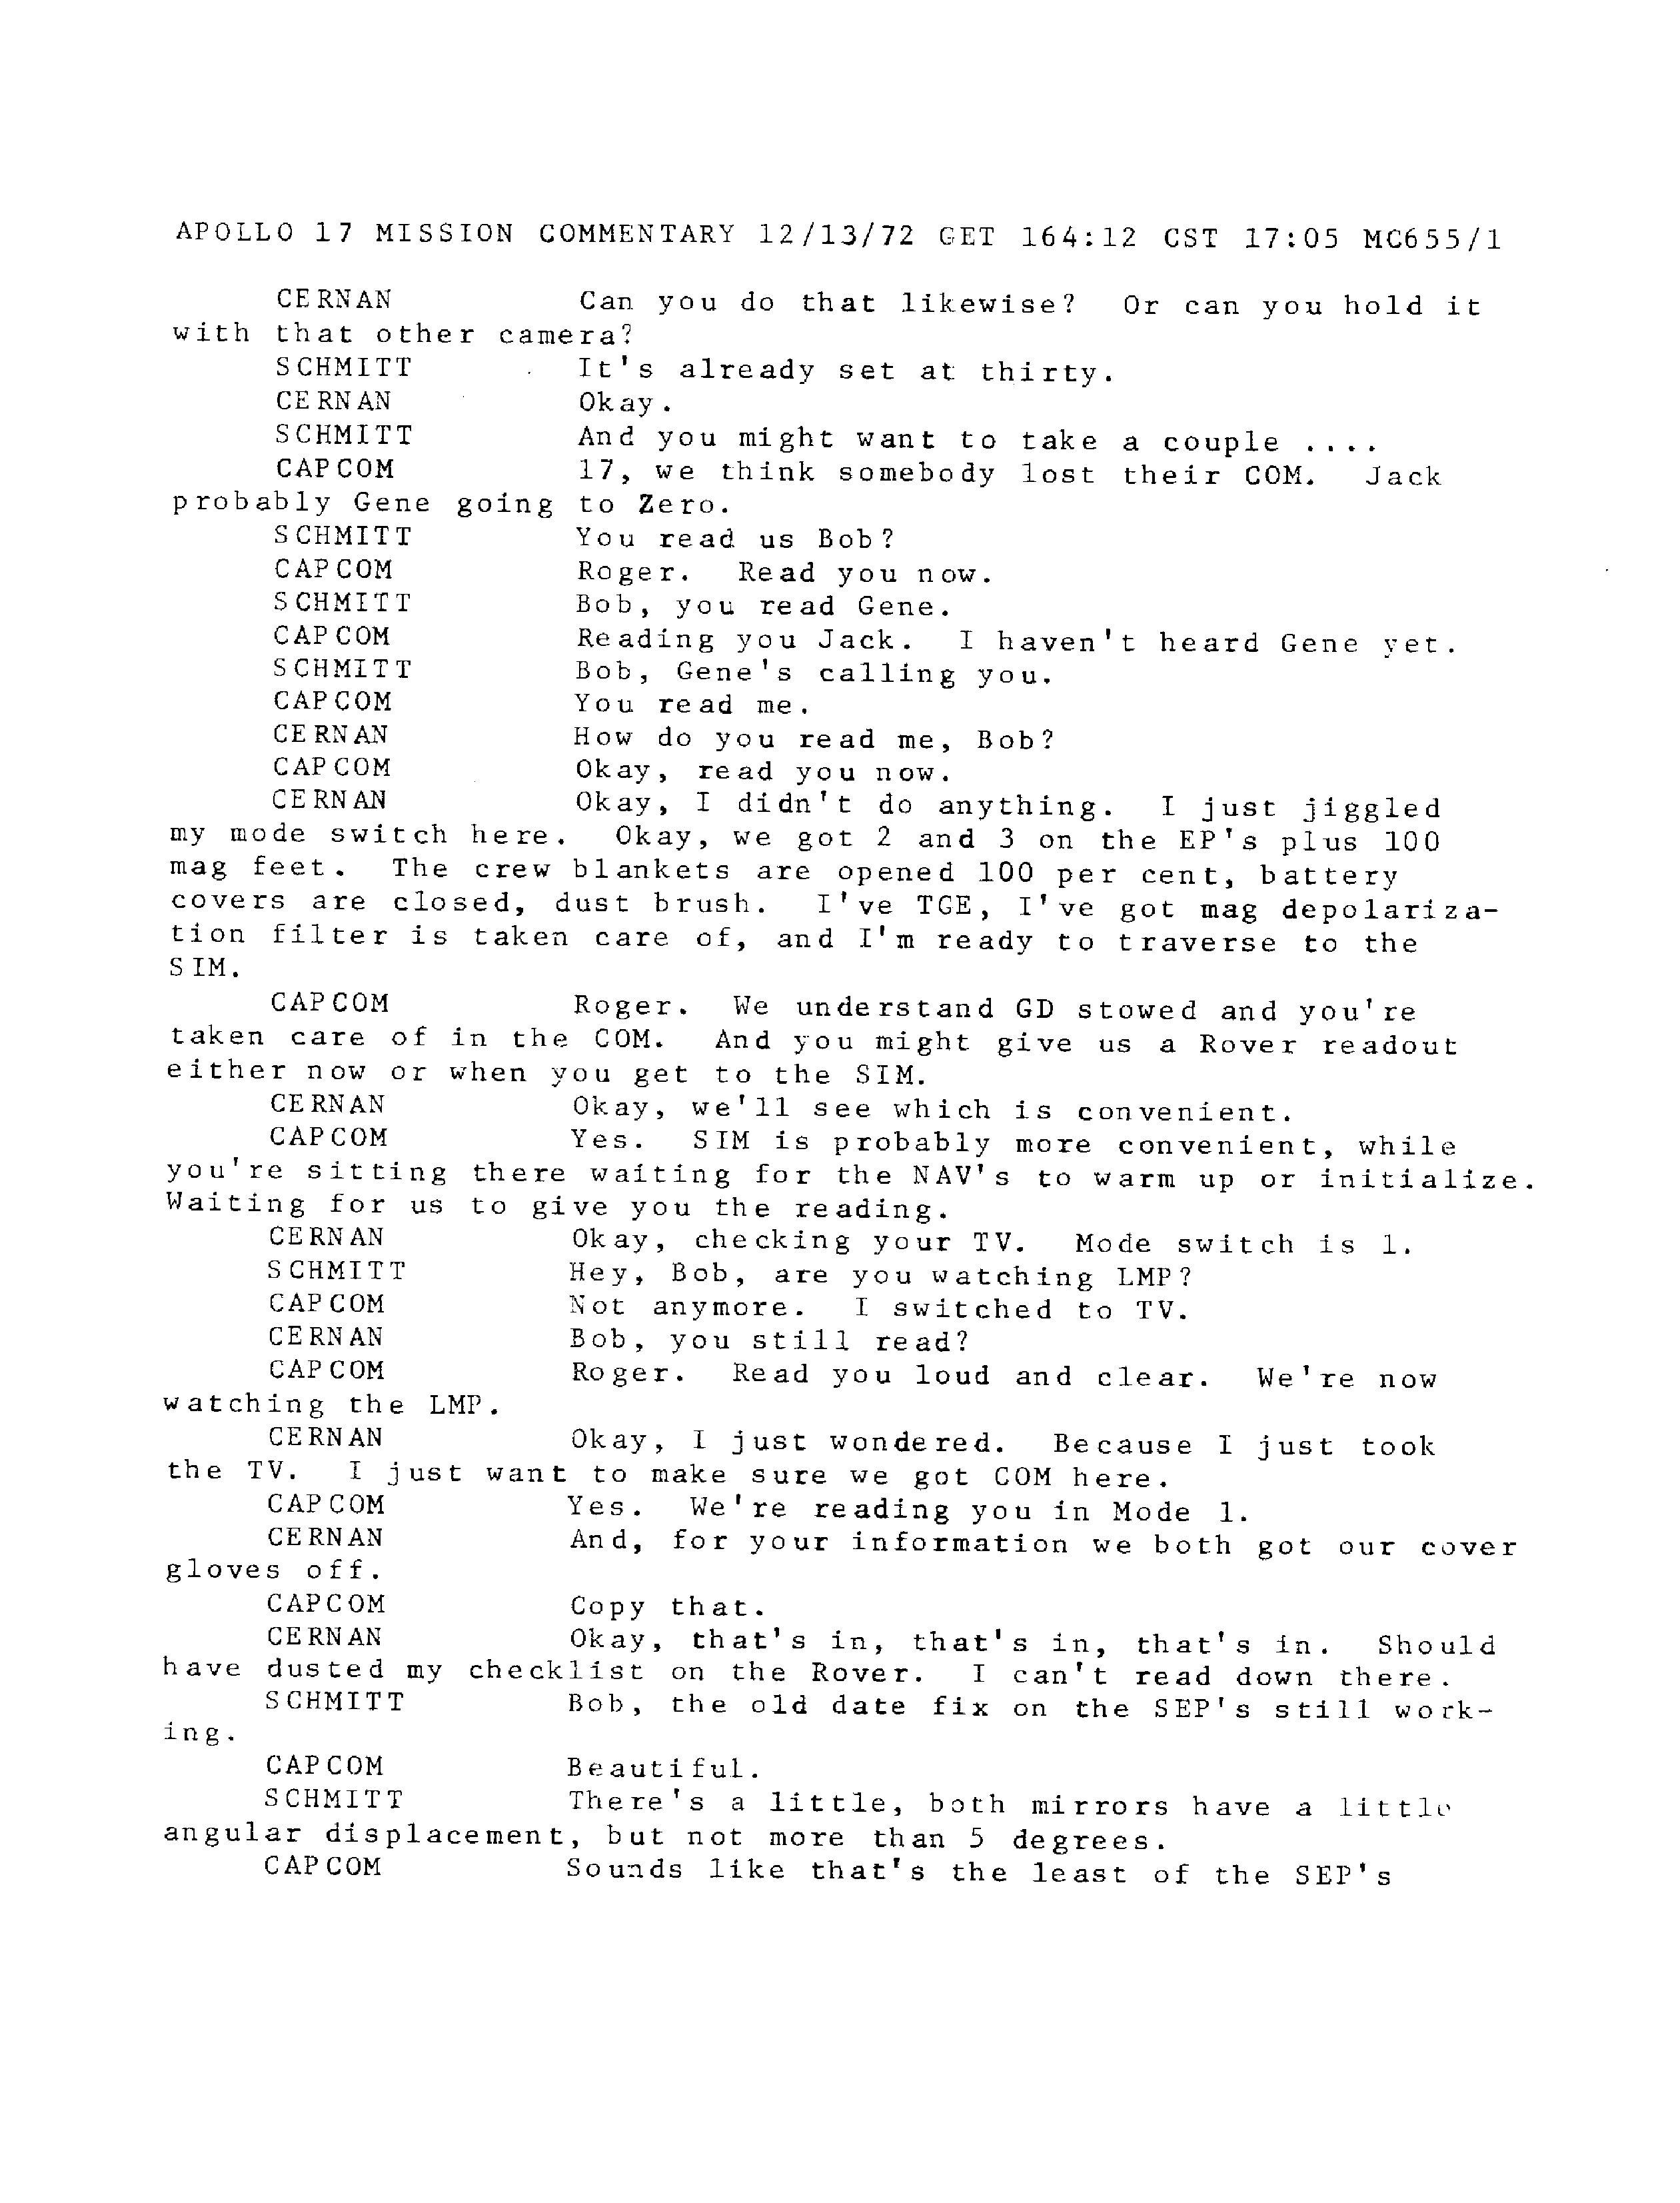 APOLLO 17 MISSION COMMENTARY 12/13/72 GET 164:12 CST 17:05 MC655/1
CERNAN Can you do that likewise? Or can you hold it
with that other camera?
SCHMITT It's already set at thirty.
CERNAN Okay.
SCHMITT And you might want to take a couple ....
CAPCOM 17, we think somebody lost their COM. Jack
probably Gene going to Zero.
SCHMITT You read us Bob?
CAPCOM Roger. Read you now.
SCHMITT Bob, you read Gene.
CAPCOM Reading you Jack. I haven't heard Gene yet.
SCHMITT Bob, Gene's calling you.
CAPCOM You read me.
CERNAN How do you read me, Bob?
CAPCOM Okay, read you now.
CERNAN Okay, I didn't do anything. I just jiggled
my mode switch here. Okay, we got 2 and 3 on the EP's plus 100
mag feet. The crew blankets are opened 100 per cent, battery
covers are closed, dust brush. I've TGE, I've got mag depolariza-
tion filter is taken care of, and I'm ready to traverse to the
SIM.
CAPCOM Roger. We understand GD stowed and you're
taken care of in the COM. And you might give us a Rover readout
either now or when you get to the SIM.
CERNAN Okay, we'll see which is convenient.
CAPCOM Yes. SIM is probably more convenient, while
you're sitting there waiting for the NAV's to warm up or initialize.
Waiting for us to give you the reading.
CERNAN Okay, checking your TV. Mode switch is 1.
SCHMITT Hey, Bob, are you watching LMP?
CAPCOM Not anymore. I switched to TV.
CERNAN Bob, you still read?
CAPCOM Roger. Read you loud and clear. We're now
watching the LMP.
CERNAN Okay, I just wondered. Because I just took
the TV. I just want to make sure we got COM here.
CAPCOM Yes. We're reading you in Mode 1.
CERNAN And, for your information we both got our cover
gloves off.
CAPCOM Copy that.
CERNAN Okay, that's in, that's in, that's in. Should
have dusted my checklist on the Rover. I can't read down there.
SCHMITT Bob, the old date fix on the SEP's still work-
ing.
CAPCOM Beautiful.
SCHMITT There's a little, both mirrors have a little
angular displacement, but not more than 5 degrees.
CAPCOM Sounds like that's the least of the SEP's